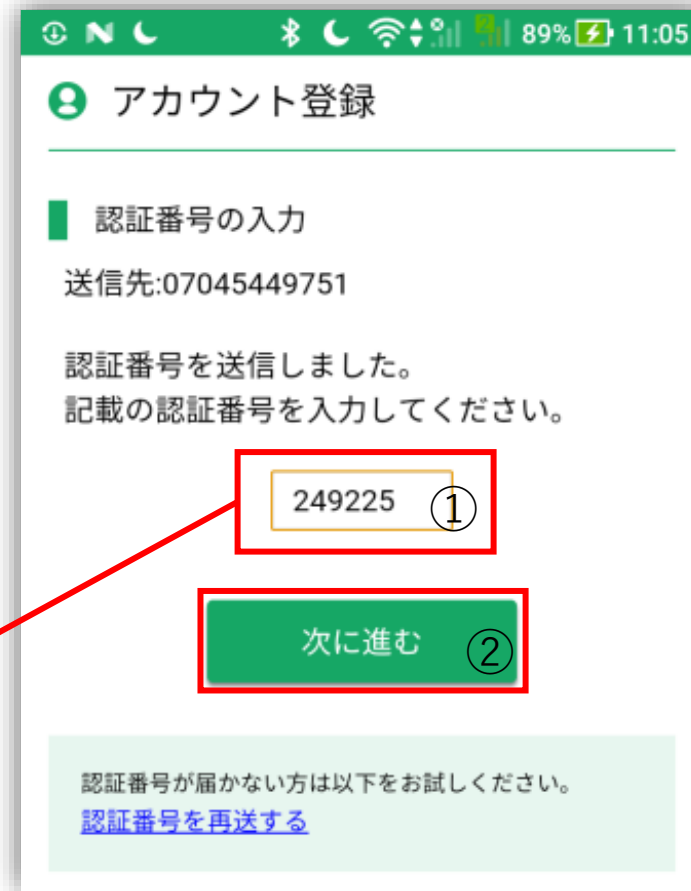 89% 11:05
アカウント登録
認証番号の入力
送信先:07045449751
認証番号を送信しました。
記載の認証番号を入力してください。
249225 ①
次に進む ②
認証番号が届かない方は以下をお試しください。
認証番号を再送する